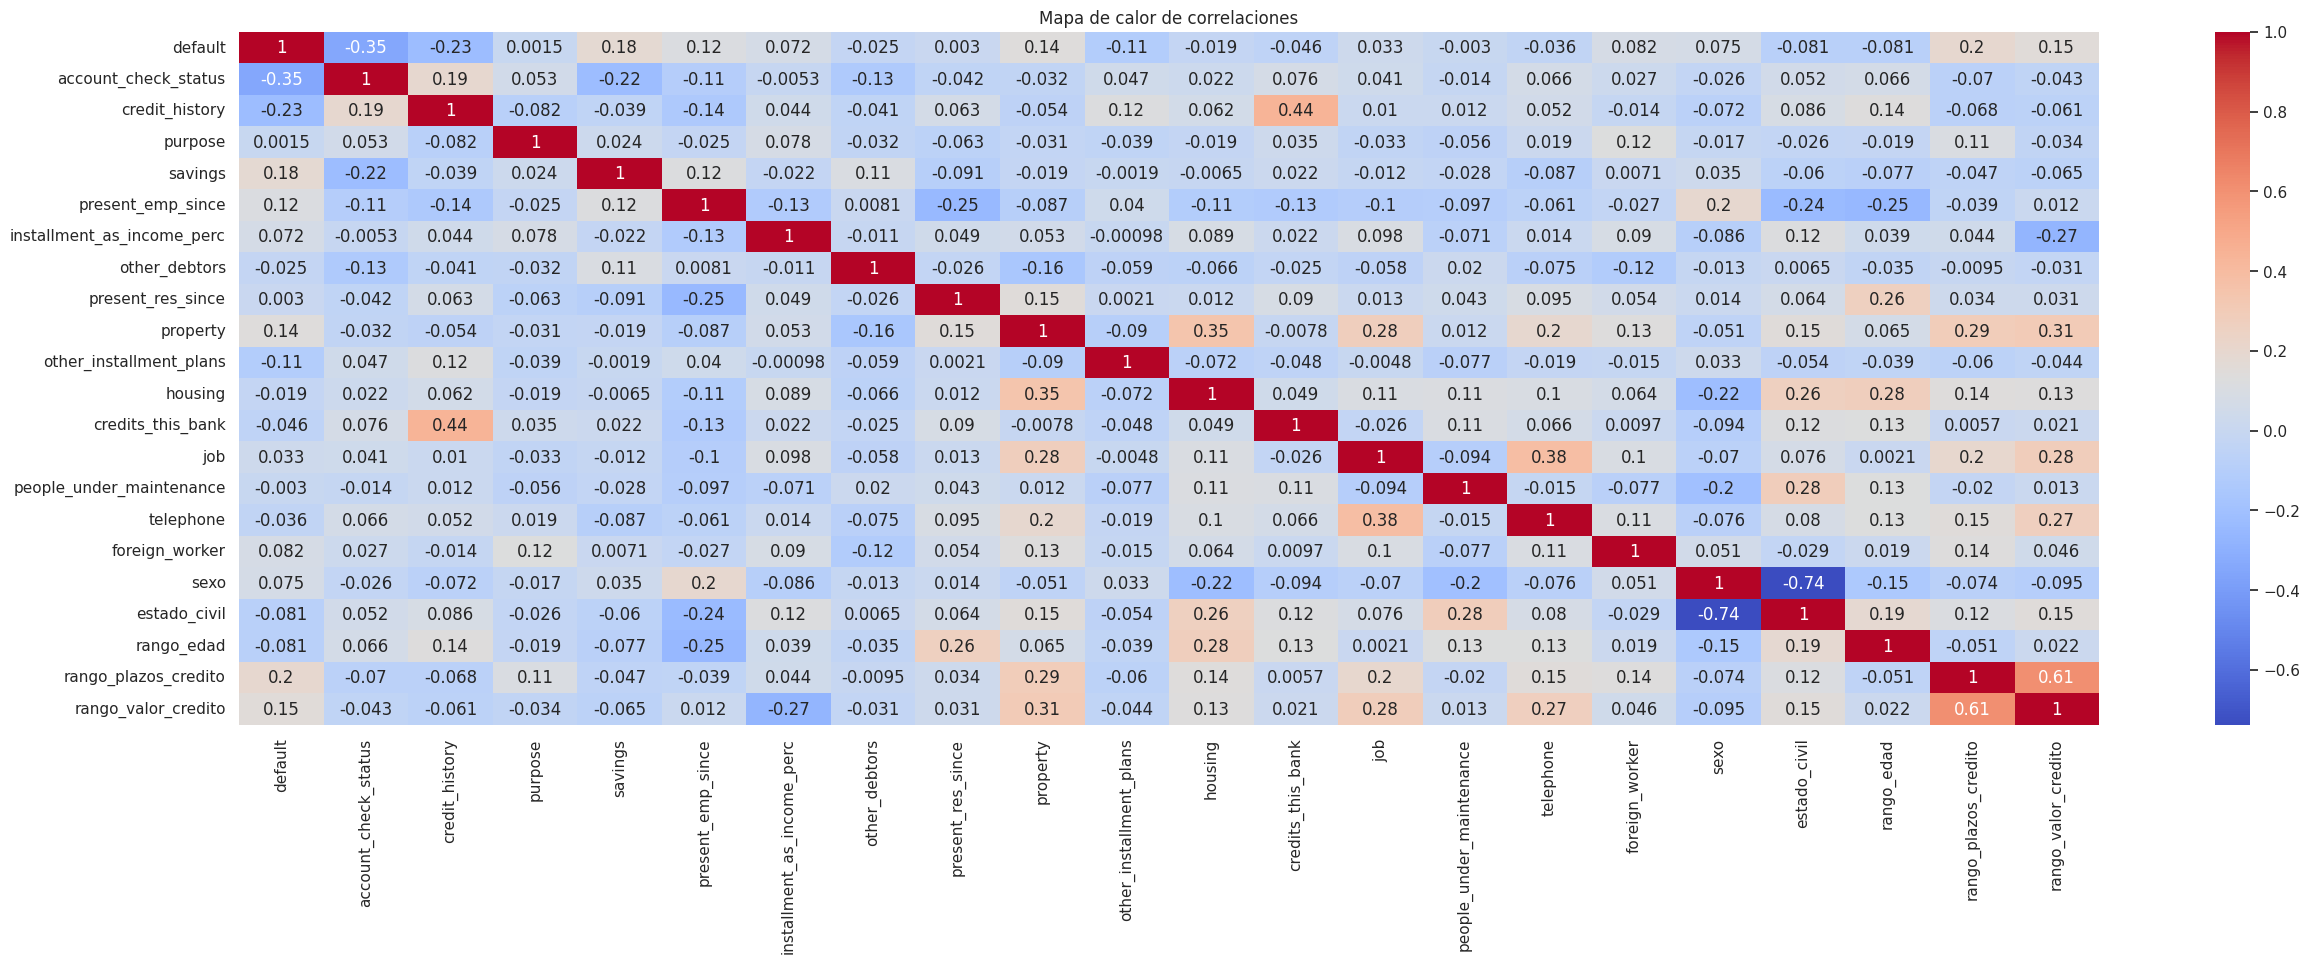 Mapa de calor de correlaciones
default 1 -0.35 -0.23 0.0015 0.18 0.12 0.072 -0.025 0.003 0.14 -0.11 -0.019 -0.046 0.033 -0.003 -0.036 0.082 0.075 -0.081 -0.081 0.2 0.15
account_check_status -0.35 1 0.19 0.053 -0.22 -0.11 -0.0053 -0.13 -0.042 -0.032 0.047 0.022 0.076 0.041 -0.014 0.066 0.027 -0.026 0.052 0.066 -0.07 -0.043
credit_history -0.23 0.19 1 -0.082 -0.039 -0.14 0.044 -0.041 0.063 -0.054 0.12 0.062 0.44 0.01 0.012 0.052 -0.014 -0.072 0.086 0.14 -0.068 -0.061
purpose 0.0015 0.053 -0.082 1 0.024 -0.025 0.078 -0.032 -0.063 -0.031 -0.039 -0.019 0.035 -0.033 -0.056 0.019 0.12 -0.017 -0.026 -0.019 0.11 -0.034
savings 0.18 -0.22 -0.039 0.024 1 0.12 -0.022 0.11 -0.091 -0.019 -0.0019 -0.0065 0.022 -0.012 -0.028 -0.087 0.0071 0.035 -0.06 -0.077 -0.047 -0.065
present_emp_since 0.12 -0.11 -0.14 -0.025 0.12 1 -0.13 0.0081 -0.25 -0.087 0.04 -0.11 -0.13 -0.1 -0.097 -0.061 -0.027 0.2 -0.24 -0.25 -0.039 0.012
installment_as_income_perc 0.072 -0.0053 0.044 0.078 -0.022 -0.13 1 -0.011 0.049 0.053 -0.00098 0.089 0.022 0.098 -0.071 0.014 0.09 -0.086 0.12 0.039 0.044 -0.27
other_debtors -0.025 -0.13 -0.041 -0.032 0.11 0.0081 -0.011 1 -0.026 -0.16 -0.059 -0.066 -0.025 -0.058 0.02 -0.075 -0.12 -0.013 0.0065 -0.035 -0.0095 -0.031
present_res_since 0.003 -0.042 0.063 -0.063 -0.091 -0.25 0.049 -0.026 1 0.15 0.0021 0.012 0.09 0.013 0.043 0.095 0.054 0.014 0.064 0.26 0.034 0.031
property 0.14 -0.032 -0.054 -0.031 -0.019 -0.087 0.053 -0.16 0.15 1 -0.09 0.35 -0.0078 0.28 0.012 0.2 0.13 -0.051 0.15 0.065 0.29 0.31
other_installment_plans -0.11 0.047 0.12 -0.039 -0.0019 0.04 -0.00098 -0.059 0.0021 -0.09 1 -0.072 -0.048 -0.0048 -0.077 -0.019 -0.015 0.033 -0.054 -0.039 -0.06 -0.044
housing -0.019 0.022 0.062 -0.019 -0.0065 -0.11 0.089 -0.066 0.012 0.35 -0.072 1 0.049 0.11 0.11 0.1 0.064 -0.22 0.26 0.28 0.14 0.13
credits_this_bank -0.046 0.076 0.44 0.035 0.022 -0.13 0.022 -0.025 0.09 -0.0078 -0.048 0.049 1 -0.026 0.11 0.066 0.0097 -0.094 0.12 0.13 0.0057 0.021
job 0.033 0.041 0.01 -0.033 -0.012 -0.1 0.098 -0.058 0.013 0.28 -0.0048 0.11 -0.026 1 -0.094 0.38 0.1 -0.07 0.076 0.0021 0.2 0.28
people_under_maintenance -0.003 -0.014 0.012 -0.056 -0.028 -0.097 -0.071 0.02 0.043 0.012 -0.077 0.11 0.11 -0.094 1 -0.015 -0.077 -0.2 0.28 0.13 -0.02 0.013
telephone -0.036 0.066 0.052 0.019 -0.087 -0.061 0.014 -0.075 0.095 0.2 -0.019 0.1 0.066 0.38 -0.015 1 0.11 -0.076 0.08 0.13 0.15 0.27
foreign_worker 0.082 0.027 -0.014 0.12 0.0071 -0.027 0.09 -0.12 0.054 0.13 -0.015 0.064 0.0097 0.1 -0.077 0.11 1 0.051 -0.029 0.019 0.14 0.046
sexo 0.075 -0.026 -0.072 -0.017 0.035 0.2 -0.086 -0.013 0.014 -0.051 0.033 -0.22 -0.094 -0.07 -0.2 -0.076 0.051 1 -0.74 -0.15 -0.074 -0.095
estado_civil -0.081 0.052 0.086 -0.026 -0.06 -0.24 0.12 0.0065 0.064 0.15 -0.054 0.26 0.12 0.076 0.28 0.08 -0.029 -0.74 1 0.19 0.12 0.15
rango_edad -0.081 0.066 0.14 -0.019 -0.077 -0.25 0.039 -0.035 0.26 0.065 -0.039 0.28 0.13 0.0021 0.13 0.13 0.019 -0.15 0.19 1 -0.051 0.022
rango_plazos_credito 0.2 -0.07 -0.068 0.11 -0.047 -0.039 0.044 -0.0095 0.034 0.29 -0.06 0.14 0.0057 0.2 -0.02 0.15 0.14 -0.074 0.12 -0.051 1 0.61
rango_valor_credito 0.15 -0.043 -0.061 -0.034 -0.065 0.012 -0.27 -0.031 0.031 0.31 -0.044 0.13 0.021 0.28 0.013 0.27 0.046 -0.095 0.15 0.022 0.61 1
default
account_check_status
credit_history
purpose
savings
present_emp_since
installment_as_income_perc
other_debtors
present_res_since
property
other_installment_plans
housing
credits_this_bank
job
people_under_maintenance
telephone
foreign_worker
sexo
estado_civil
rango_edad
rango_plazos_credito
rango_valor_credito
1.0
0.8
0.6
0.4
0.2
0.0
−0.2
−0.4
−0.6